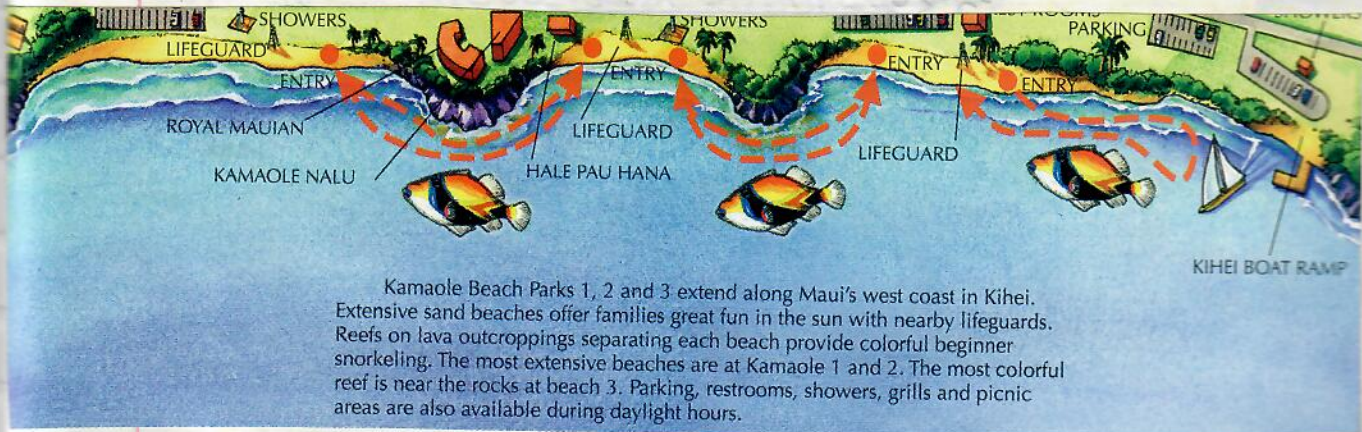 SHOWERS
SHOWERS
PARKING
LIFEGUARD
ENTRY
ENTRY
ENTRY
ENTRY
ROYAL MAUIAN
LIFEGUARD
LIFEGUARD
KAMAOLE NALU
HALE PAU HANA
KIHEI BOAT RAMP
Kamaole Beach Parks 1, 2 and 3 extend along Maui's west coast in Kihei.
Extensive sand beaches offer families great fun in the sun with nearby lifeguards.
Reefs on lava outcroppings separating each beach provide colorful beginner
snorkeling. The most extensive beaches are at Kamaole 1 and 2. The most colorful
reef is near the rocks at beach 3. Parking, restrooms, showers, grills and picnic
areas are also available during daylight hours.